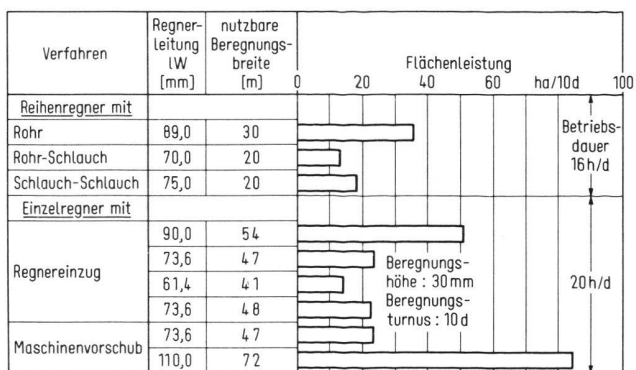 Verfahren
Regner-
leitung
lW
[mm]
nutzbare
Beregnungs-
breite
[m]
Flächenleistung
0 20 40 ha/10d 100
Reihenregner mit
Rohr 89,0 30
Rohr-Schlauch 70,0 20
Schlauch-Schlauch 75,0 20
Betriebs-
dauer
16h/d
Einzelregner mit
Regnereinzug
90,0 54
73,6 47
61,4 41
73,6 48
Maschinenvorschub
73,6 47
110,0 72
Beregnungs-
höhe : 30mm
Beregnungs-
turnus : 10d
20h/d